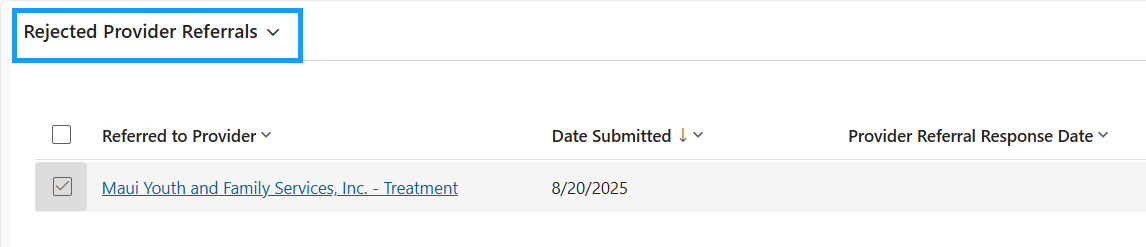 Rejected Provider Referrals
Referred to Provider Date Submitted Provider Referral Response Date
Maui Youth and Family Services, Inc. - Treatment 8/20/2025